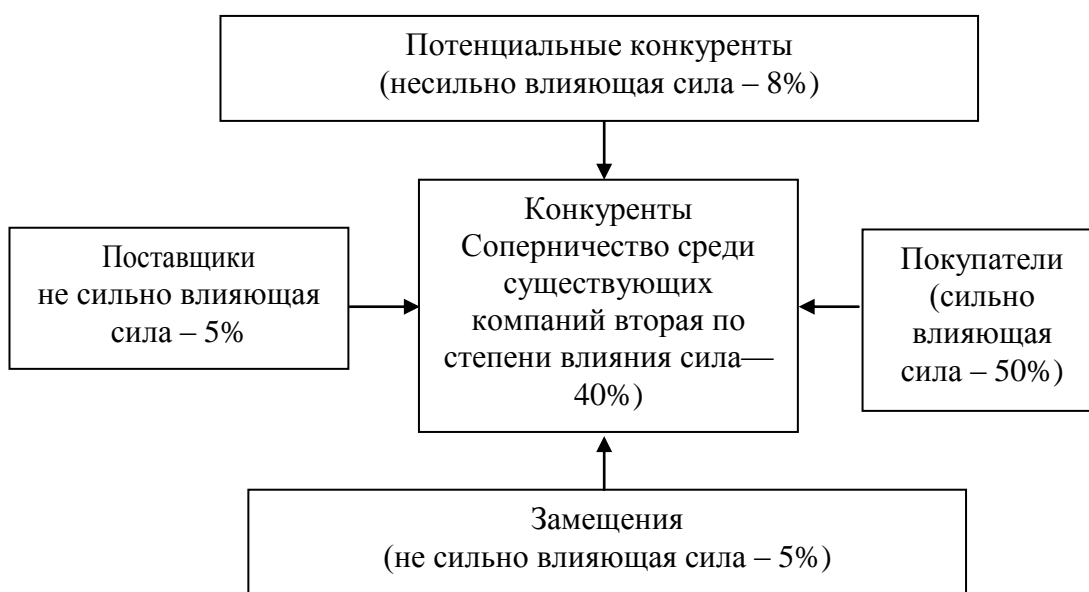 Потенциальные конкуренты
(несильно влияющая сила – 8%)
Конкуренты
Соперничество среди
существующих
компаний вторая по
степени влияния сила—
40%)
Поставщики
не сильно влияющая
сила – 5%
Покупатели
(сильно
влияющая
сила – 50%)
Замещения
(не сильно влияющая сила – 5%)